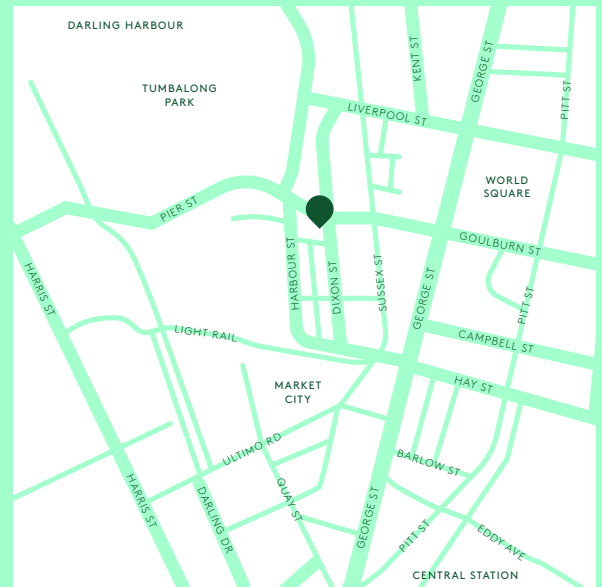 DARLING HARBOUR
KENT ST
GEORGE ST
TUMBALONG
PARK
PITT ST
LIVERPOOL ST
WORLD
SQUARE
PIER ST
GOULBURN ST
HARRIS ST
HARBOUR ST
DIXON ST
SUSSEX ST
GEORGE ST
PITT ST
LIGHT RAIL
CAMPBELL ST
MARKET
CITY
HAY ST
ULTIMO RD
BARLOW ST
HARRIS ST
DARLING DR
QUAY ST
GEORGE ST
PITT ST
EDDY AVE
CENTRAL STATION